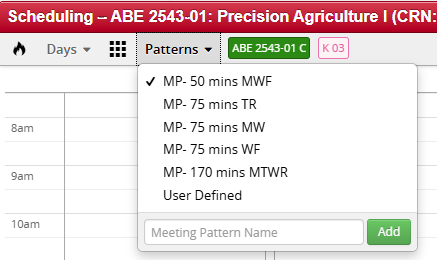 Scheduling – ABE 2543-01: Precision Agriculture I (CRN:
Days Patterns ABE 2543-01 C K 03
MP- 50 mins MWF
MP- 75 mins TR
MP- 75 mins MW
MP- 75 mins WF
MP- 170 mins MTWR
User Defined
Meeting Pattern Name Add
8am
9am
10am